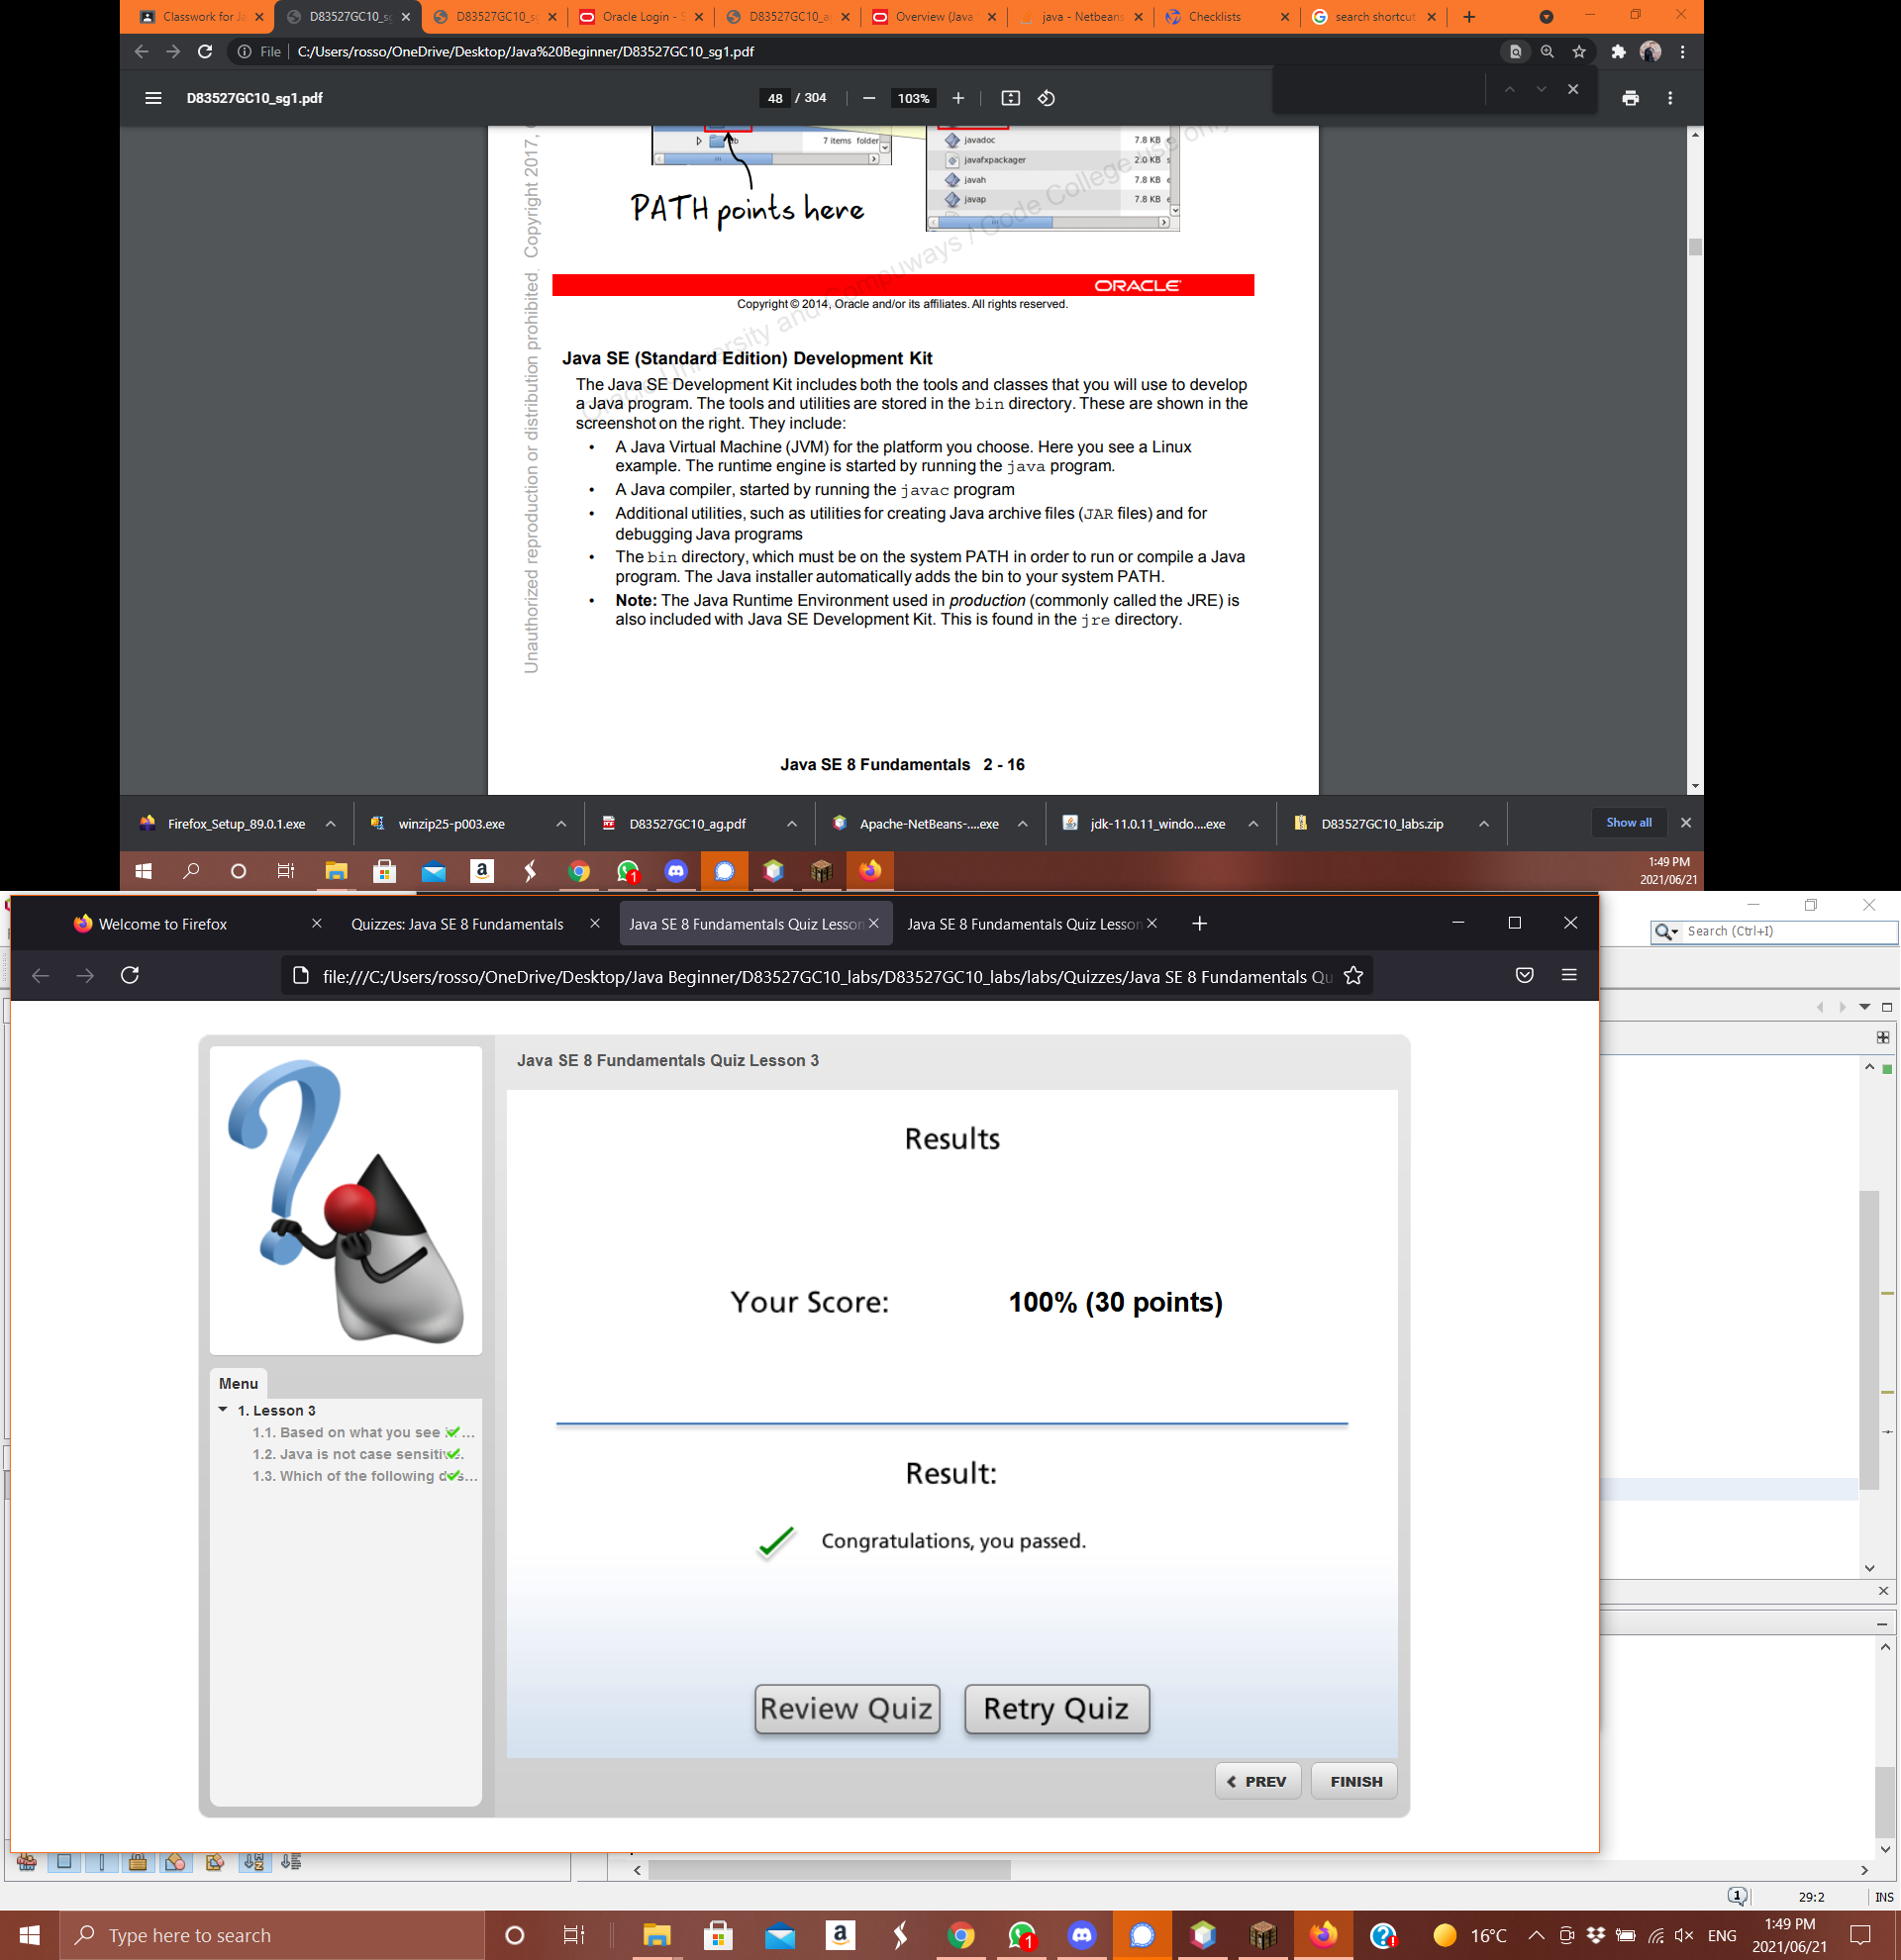 Classwork for Ja
D83527GC10_sg
D83527GC10_sg
Oracle Login - S
D83527GC10_a
Overview (Java
java - Netbeans
Checklists
search shortcut
File
C:/Users/rosso/OneDrive/Desktop/Java%20Beginner/D83527GC10_sg1.pdf
D83527GC10_sg1.pdf
48 / 304
103%
7 items folder
javadoc 7.8 KB
javafxpackager 2.0 KB
javah 7.8 KB
javap 7.8 KB
PATH points here
Unauthorized reproduction or distribution prohibited. Copyright 2017,
ORACLE
Copyright © 2014, Oracle and/or its affiliates. All rights reserved.
Java SE (Standard Edition) Development Kit
The Java SE Development Kit includes both the tools and classes that you will use to develop
a Java program. The tools and utilities are stored in the bin directory. These are shown in the
screenshot on the right. They include:
• A Java Virtual Machine (JVM) for the platform you choose. Here you see a Linux
example. The runtime engine is started by running the java program.
• A Java compiler, started by running the javac program
• Additional utilities, such as utilities for creating Java archive files (JAR files) and for
debugging Java programs
• The bin directory, which must be on the system PATH in order to run or compile a Java
program. The Java installer automatically adds the bin to your system PATH.
• Note: The Java Runtime Environment used in production (commonly called the JRE) is
also included with Java SE Development Kit. This is found in the jre directory.
Java SE 8 Fundamentals 2 - 16
Firefox_Setup_89.0.1.exe
winzip25-p003.exe
D83527GC10_ag.pdf
Apache-NetBeans-....exe
jdk-11.0.11_windo....exe
D83527GC10_labs.zip
Show all
1:49 PM
2021/06/21
Welcome to Firefox
Quizzes: Java SE 8 Fundamentals
Java SE 8 Fundamentals Quiz Lesson
Java SE 8 Fundamentals Quiz Lesson
Search (Ctrl+I)
file:///C:/Users/rosso/OneDrive/Desktop/Java Beginner/D83527GC10_labs/D83527GC10_labs/labs/Quizzes/Java SE 8 Fundamentals Qu
Java SE 8 Fundamentals Quiz Lesson 3
Results
Your Score: 100% (30 points)
Result:
Congratulations, you passed.
Review Quiz
Retry Quiz
PREV
FINISH
Menu
1. Lesson 3
1.1. Based on what you see ...
1.2. Java is not case sensitive.
1.3. Which of the following ...
29:2
INS
Type here to search
16°C
ENG
1:49 PM
2021/06/21